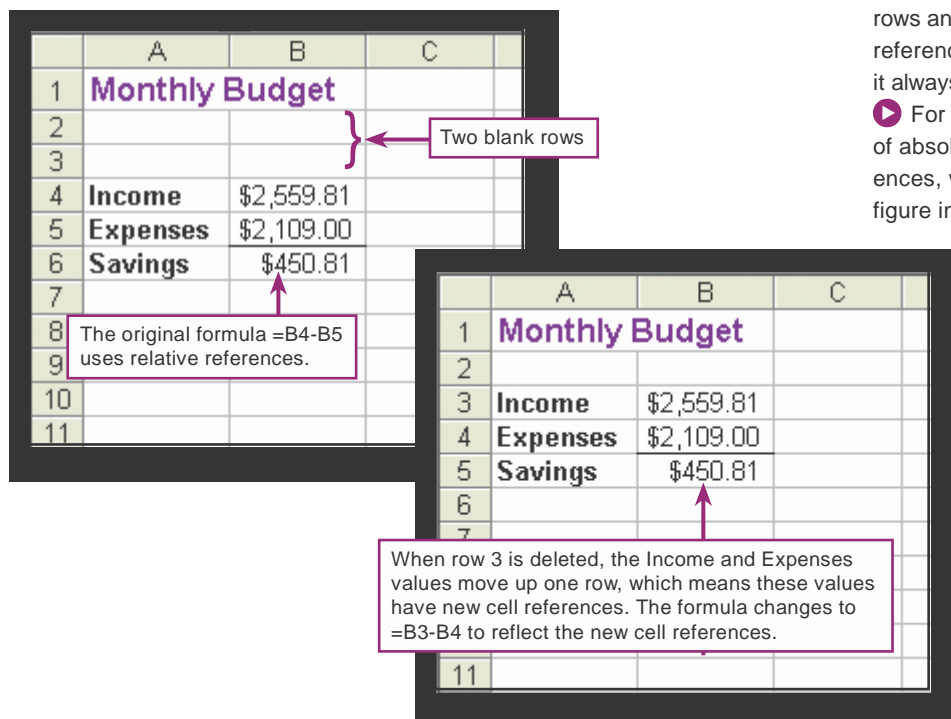 rows an
referenc
it always
For
of absol
ences, w
figure in
A B C
1 Monthly Budget
2
Two blank rows
3
4 Income $2,559.81
5 Expenses $2,109.00
6 Savings $450.81
7
8
The original formula =B4-B5
uses relative references.
9
10
11
A B C
1 Monthly Budget
2
3 Income $2,559.81
4 Expenses $2,109.00
5 Savings $450.81
6
7
When row 3 is deleted, the Income and Expenses
values move up one row, which means these values
have new cell references. The formula changes to
=B3-B4 to reflect the new cell references.
11